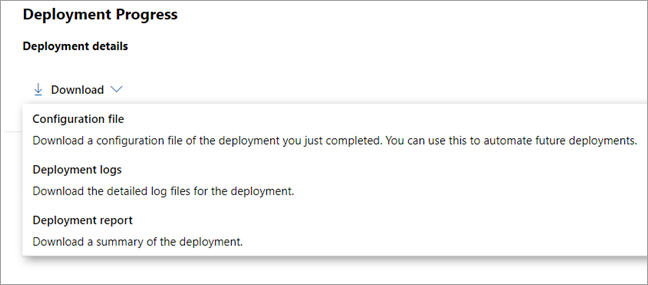 Deployment Progress
Deployment details
Download
Configuration file
Download a configuration file of the deployment you just completed. You can use this to automate future deployments.
Deployment logs
Download the detailed log files for the deployment.
Deployment report
Download a summary of the deployment.